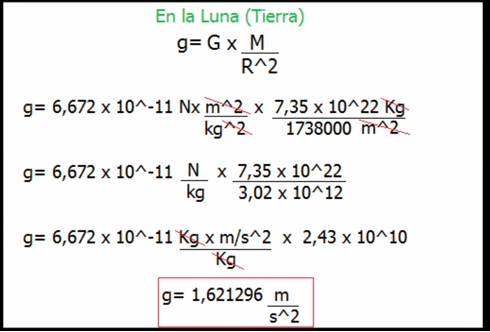 En la Luna (Tierra)
g= G x M
R^2
g= 6,672 x 10^-11 Nx m^2 x 7,35 x 10^22 Kg
kg^2 1738000 m^2
g= 6,672 x 10^-11 N x 7,35 x 10^22
kg 3,02 x 10^12
g= 6,672 x 10^-11 Kg x m/s^2 x 2,43 x 10^10
Kg
g= 1,621296 m
s^2